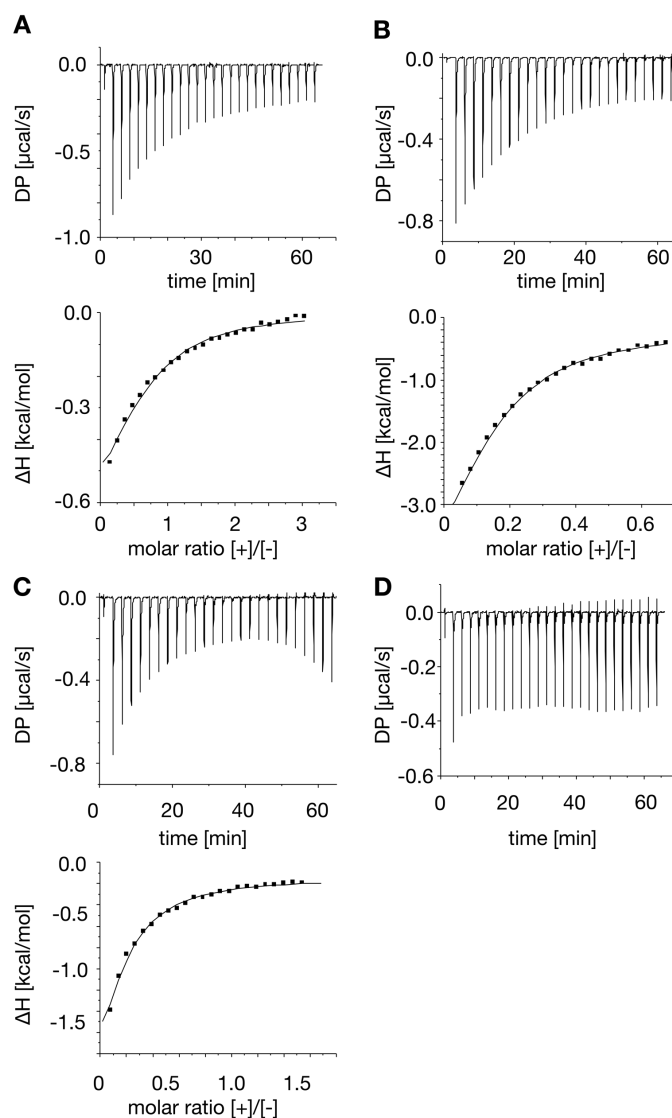 A
0.0
-0.5
-1.0
DP [µcal/s]
0 30 60
time [min]
0.0
-0.3
-0.6
ΔH [kcal/mol]
0 1 2 3
molar ratio [+]/[-]
B
0.0
-0.4
-0.8
DP [µcal/s]
0 20 40 60
time [min]
0.0
-1.0
-2.0
-3.0
ΔH [kcal/mol]
0 0.2 0.4 0.6
molar ratio [+]/[-]
C
0.0
-0.4
-0.8
DP [µcal/s]
0 20 40 60
time [min]
0.0
-0.5
-1.0
-1.5
ΔH [kcal/mol]
0 0.5 1.0 1.5
molar ratio [+]/[-]
D
0.0
-0.2
-0.4
-0.6
DP [µcal/s]
0 20 40 60
time [min]